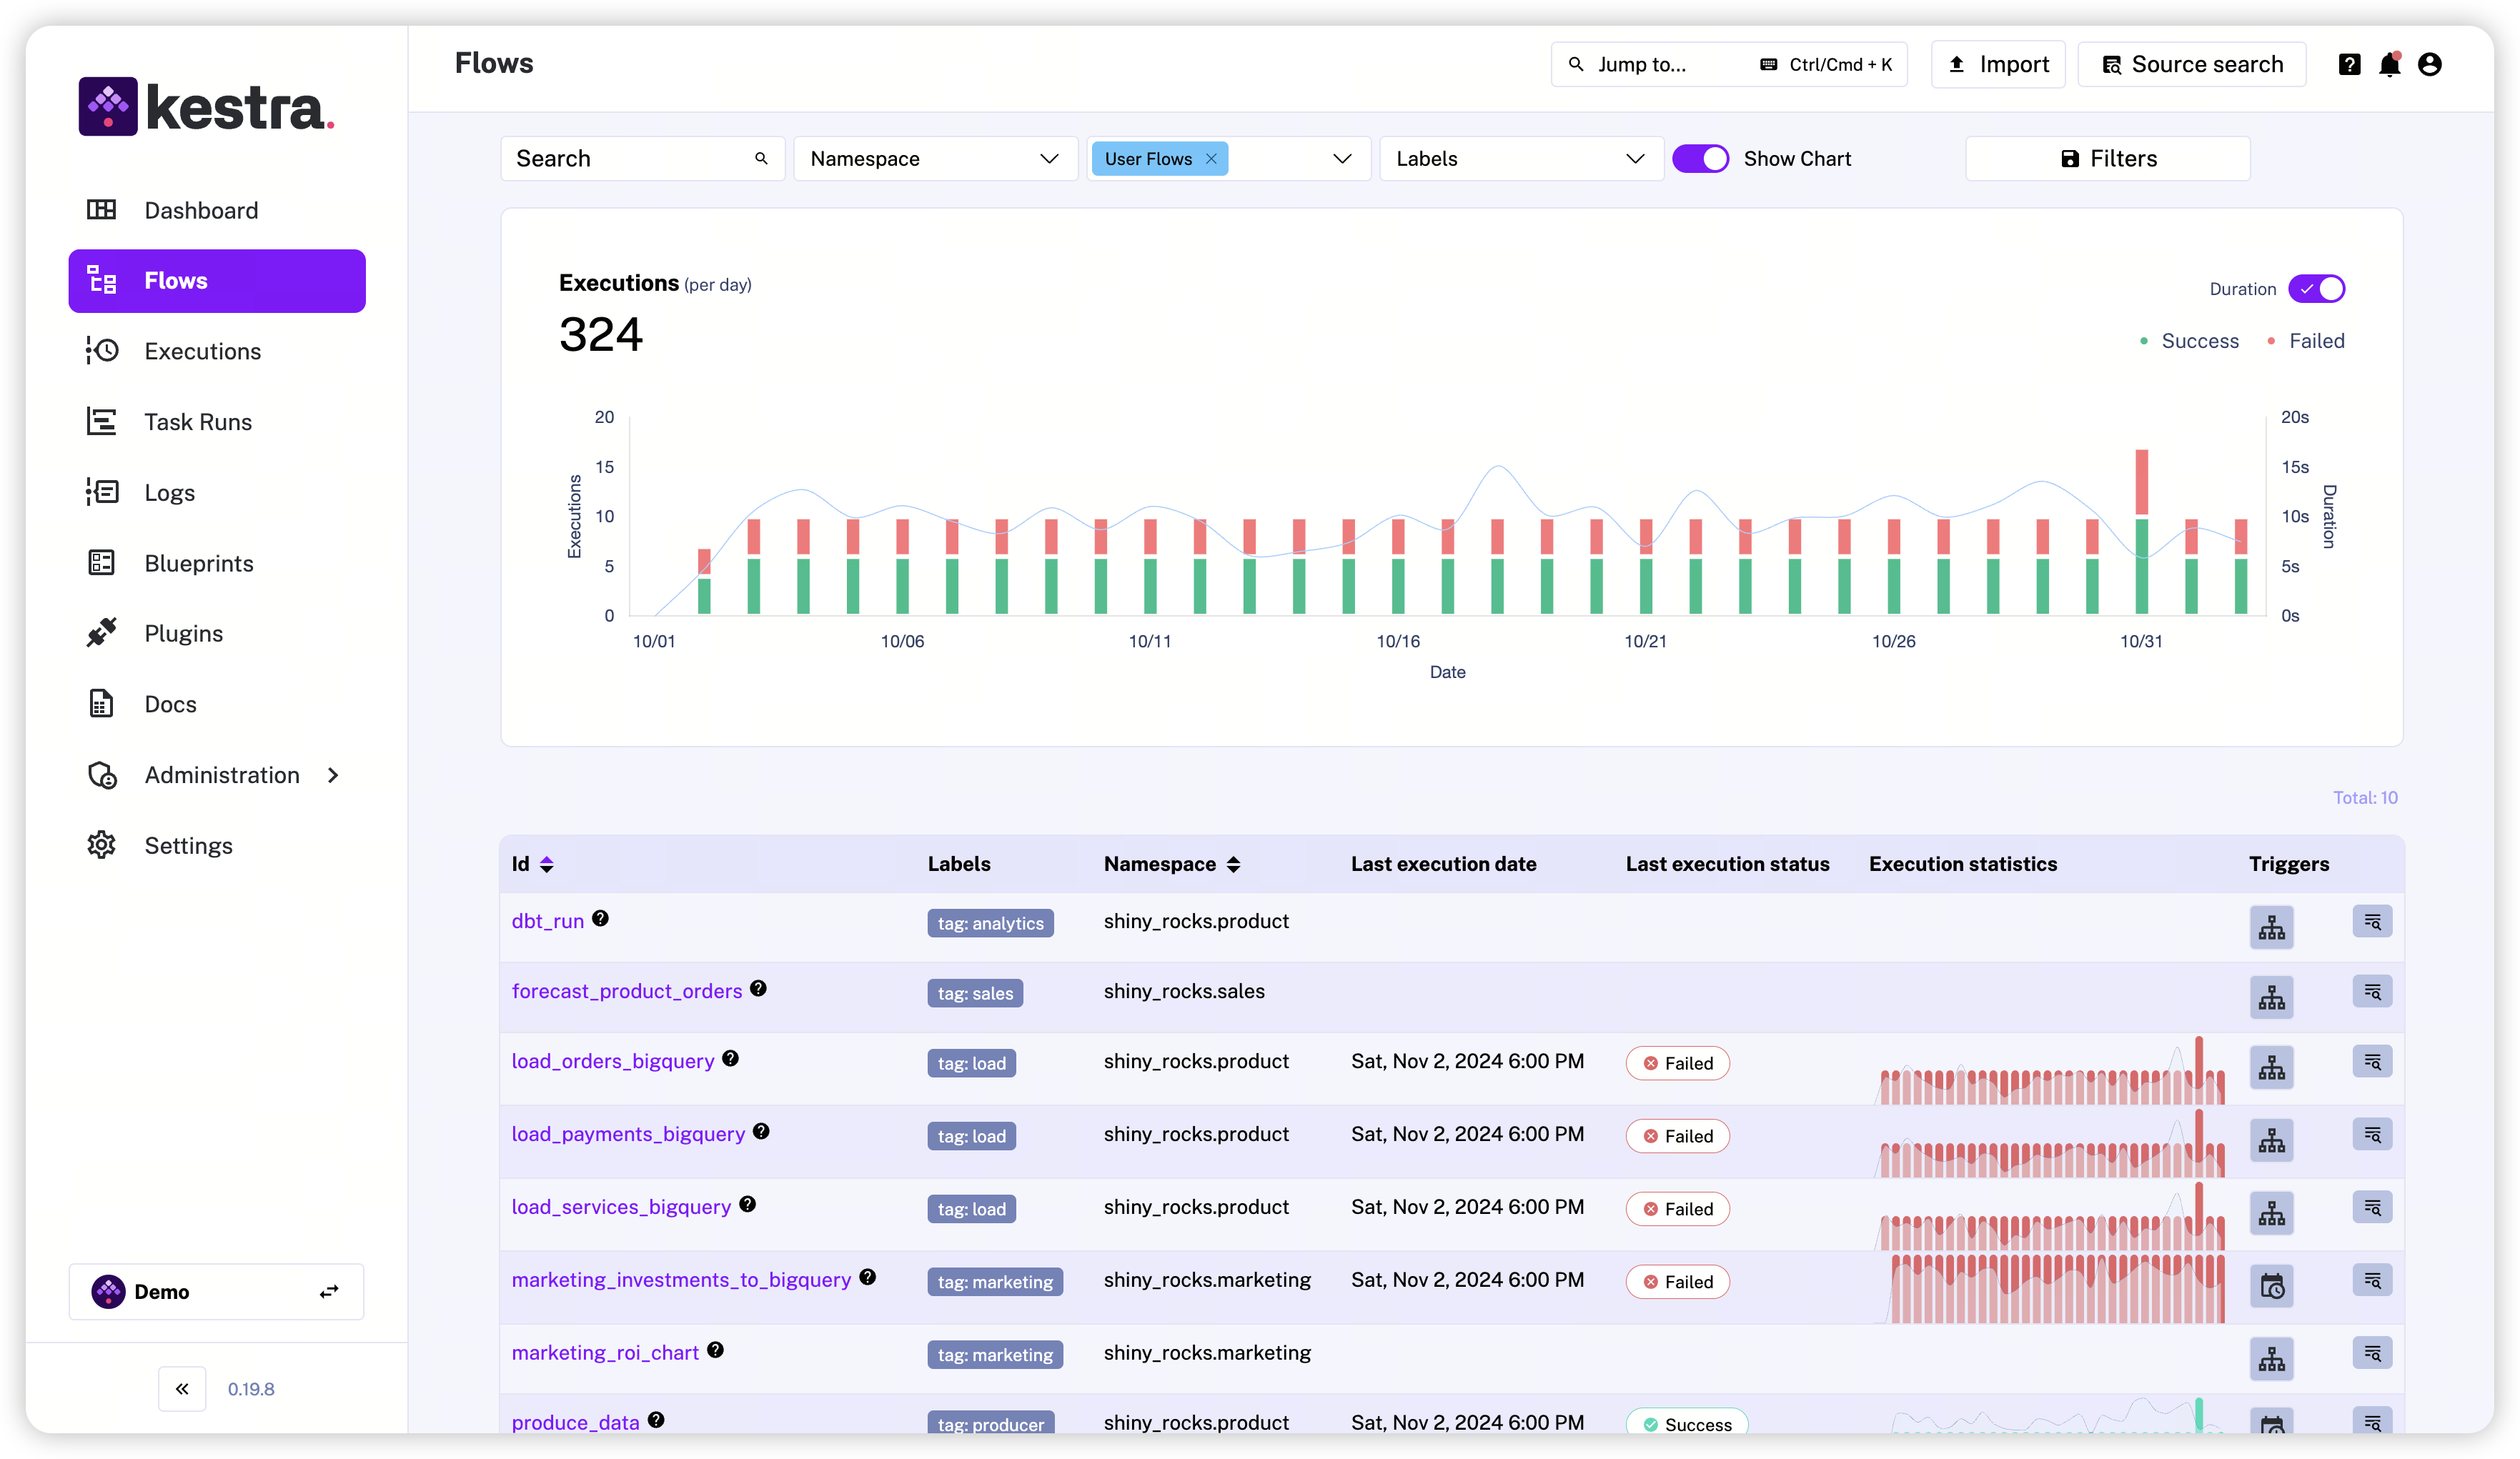 kestra.
Dashboard
Flows
Executions
Task Runs
Logs
Blueprints
Plugins
Docs
Administration
Settings
Demo
0.19.8
Flows
Jump to...
Ctrl/Cmd + K
Import
Source search
Search
Namespace
User Flows
Labels
Show Chart
Filters
Executions (per day)
324
Duration
Success
Failed
20
15
10
5
0
Executions
20s
15s
10s
5s
0s
Duration
10/01
10/06
10/11
10/16
10/21
10/26
10/31
Date
Total: 10
Id Labels Namespace Last execution date Last execution status Execution statistics Triggers
dbt_run tag: analytics shiny_rocks.product
forecast_product_orders tag: sales shiny_rocks.sales
load_orders_bigquery tag: load shiny_rocks.product Sat, Nov 2, 2024 6:00 PM Failed
load_payments_bigquery tag: load shiny_rocks.product Sat, Nov 2, 2024 6:00 PM Failed
load_services_bigquery tag: load shiny_rocks.product Sat, Nov 2, 2024 6:00 PM Failed
marketing_investments_to_bigquery tag: marketing shiny_rocks.marketing Sat, Nov 2, 2024 6:00 PM Failed
marketing_roi_chart tag: marketing shiny_rocks.marketing
produce_data tag: producer shiny_rocks.product Sat, Nov 2, 2024 6:00 PM Success